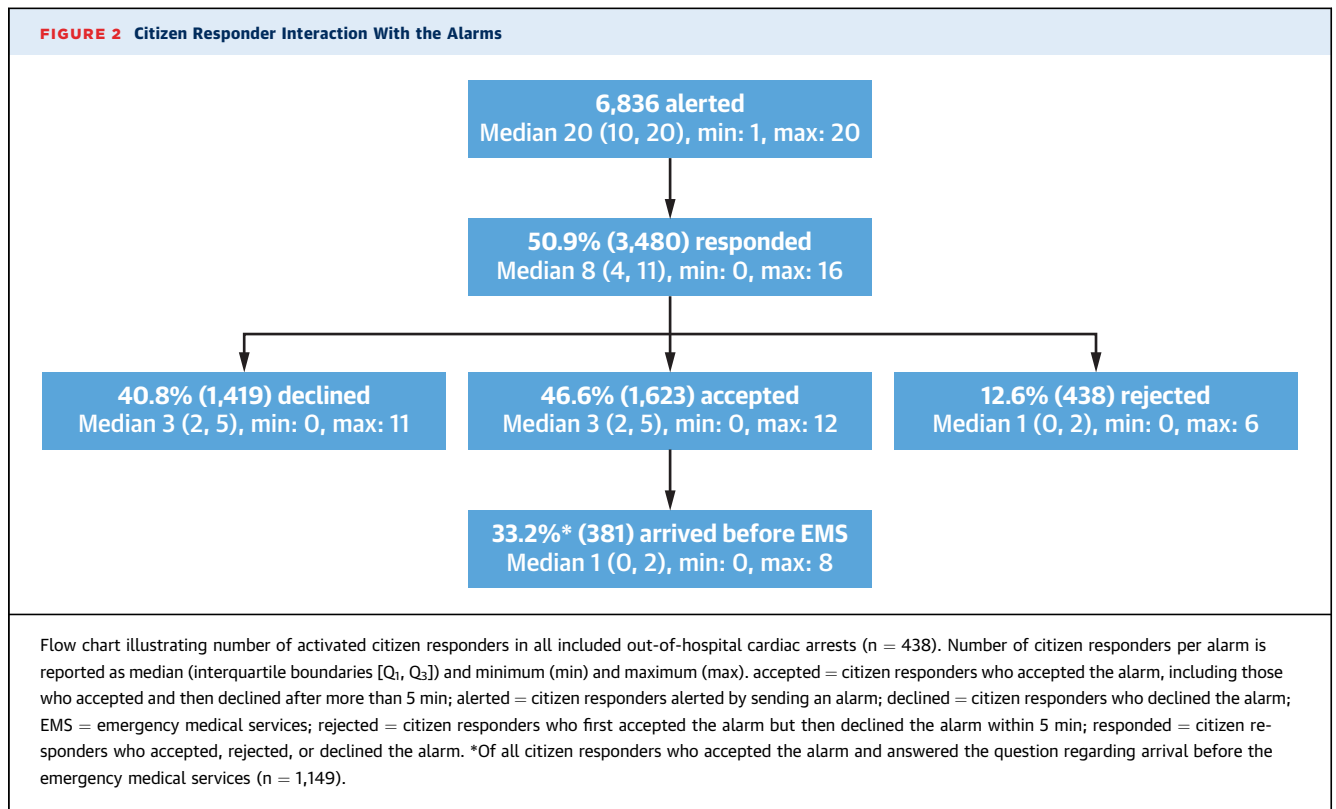 FIGURE 2 Citizen Responder Interaction With the Alarms
6,836 alerted
Median 20 (10, 20), min: 1, max: 20
50.9% (3,480) responded
Median 8 (4, 11), min: 0, max: 16
40.8% (1,419) declined
Median 3 (2, 5), min: 0, max: 11
46.6% (1,623) accepted
Median 3 (2, 5), min: 0, max: 12
12.6% (438) rejected
Median 1 (0, 2), min: 0, max: 6
33.2%* (381) arrived before EMS
Median 1 (0, 2), min: 0, max: 8
Flow chart illustrating number of activated citizen responders in all included out-of-hospital cardiac arrests (n = 438). Number of citizen responders per alarm is
reported as median (interquartile boundaries [Q₁, Q₃]) and minimum (min) and maximum (max). accepted = citizen responders who accepted the alarm, including those
who accepted and then declined after more than 5 min; alerted = citizen responders alerted by sending an alarm; declined = citizen responders who declined the alarm;
EMS = emergency medical services; rejected = citizen responders who first accepted the alarm but then declined the alarm within 5 min; responded = citizen re-
sponders who accepted, rejected, or declined the alarm. *Of all citizen responders who accepted the alarm and answered the question regarding arrival before the
emergency medical services (n = 1,149).